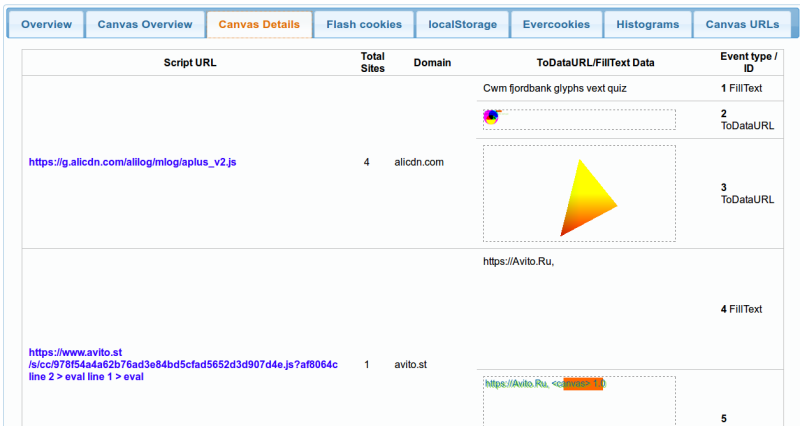 Overview Canvas Overview Canvas Details Flash cookies localStorage Evercookies Histograms Canvas URLs
Script URL Total Sites Domain ToDataURL/FillText Data Event type / ID
https://g.alicdn.com/alilog/mlog/aplus_v2.js 4 alicdn.com
Cwm fjordbank glyphs vext quiz 1 FillText
2 ToDataURL
3 ToDataURL
https://www.avito.st
/s/cc/978f54a4a62b76ad3e84bd5cfad5652d3d907d4e.js?af8064c
line 2 > eval line 1 > eval
1 avito.st
https://Avito.Ru, 4 FillText
https://Avito.Ru, <canvas> 1.0
5